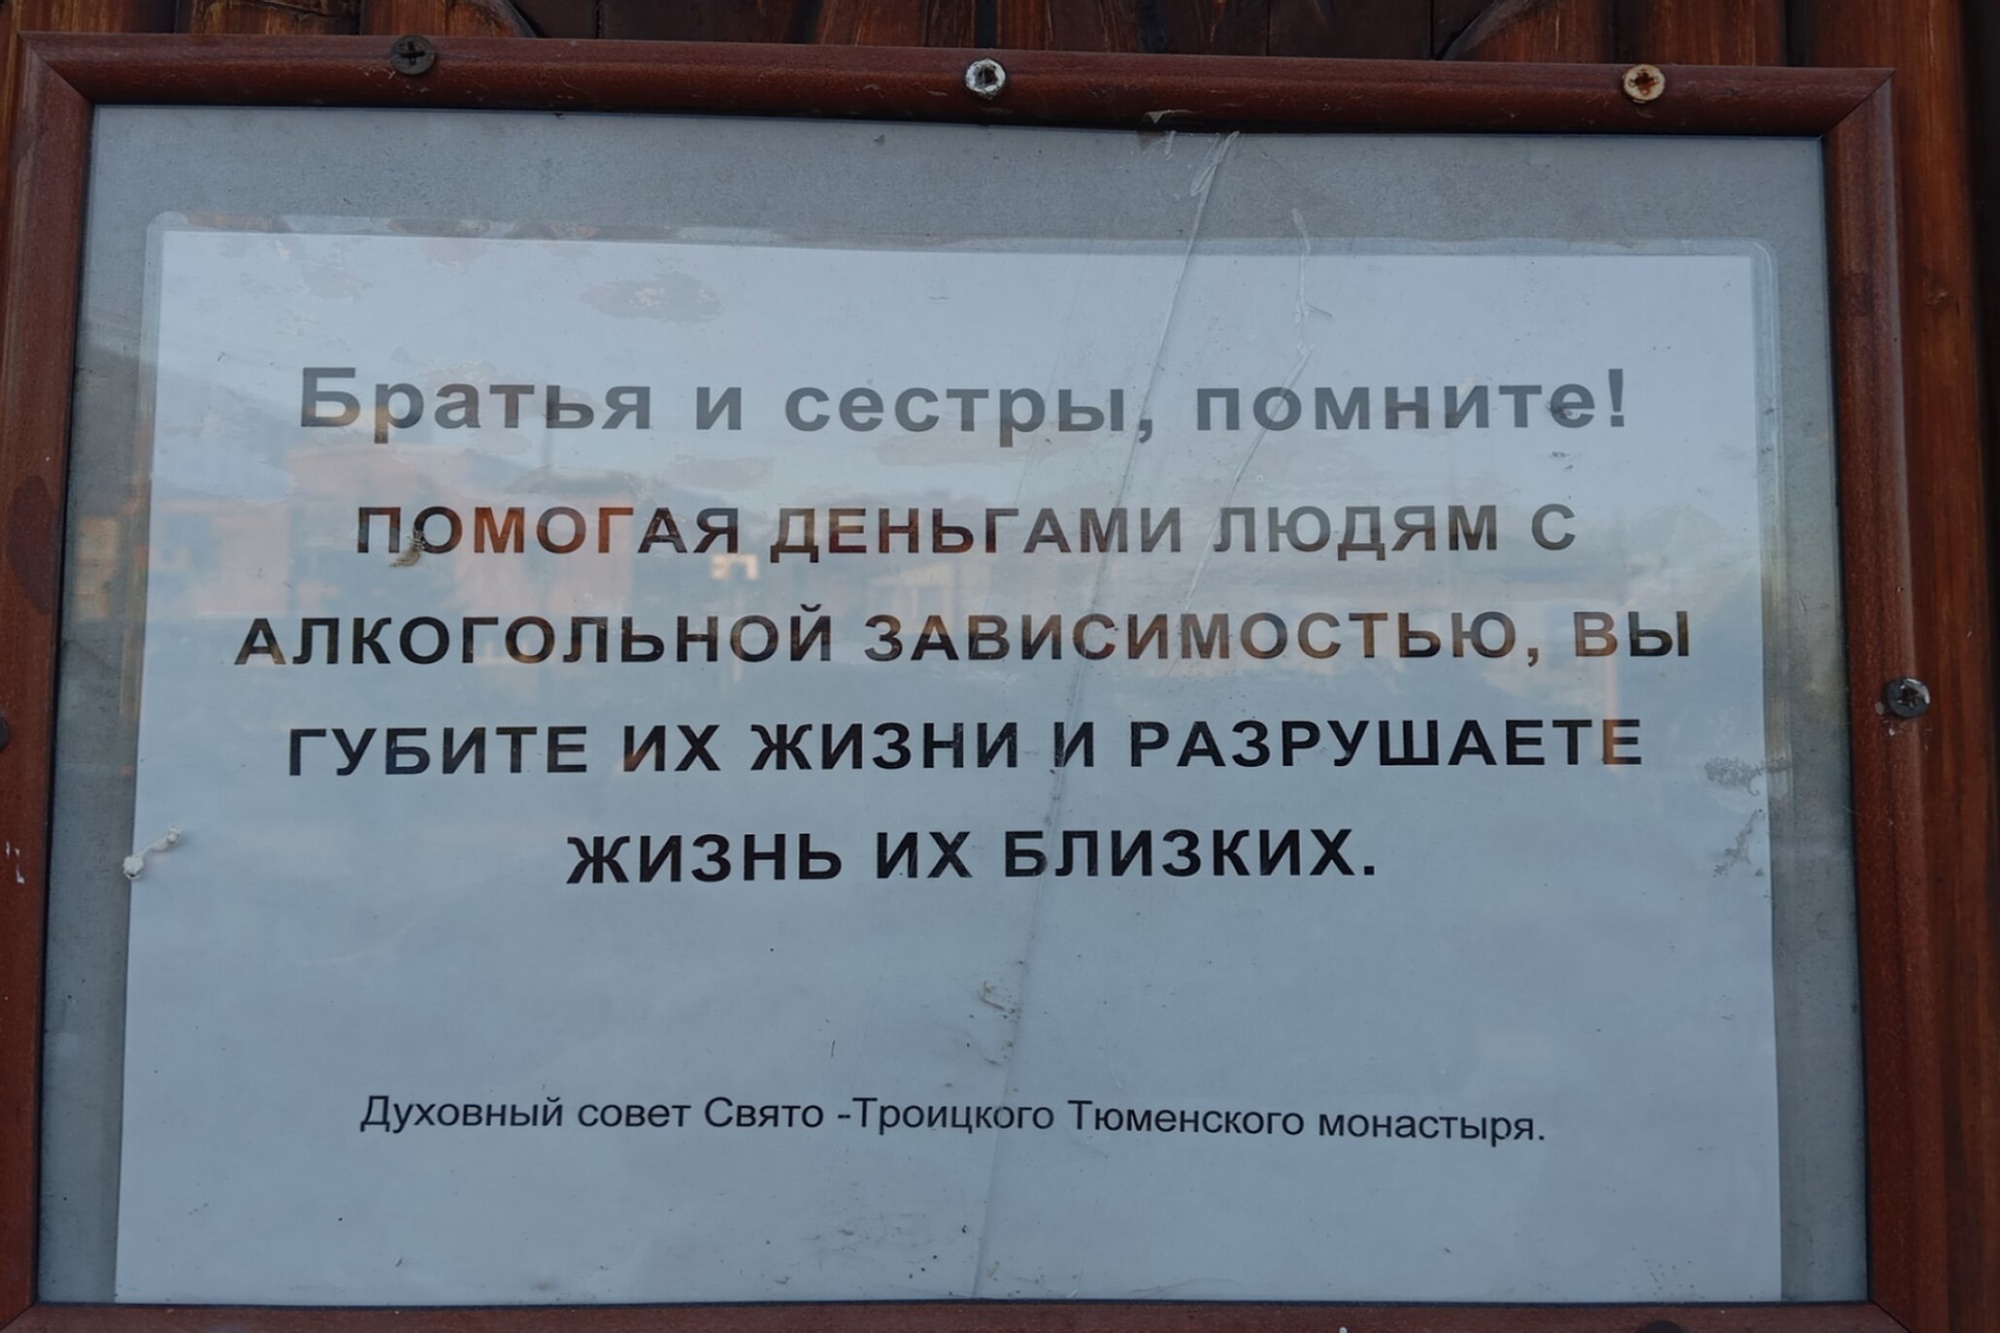 Братья и сестры, помните!
ПОМОГАЯ ДЕНЬГАМИ ЛЮДЯМ С
АЛКОГОЛЬНОЙ ЗАВИСИМОСТЬЮ, ВЫ
ГУБИТЕ ИХ ЖИЗНИ И РАЗРУШАЕТЕ
ЖИЗНЬ ИХ БЛИЗКИХ.
Духовный совет Свято -Троицкого Тюменского монастыря.